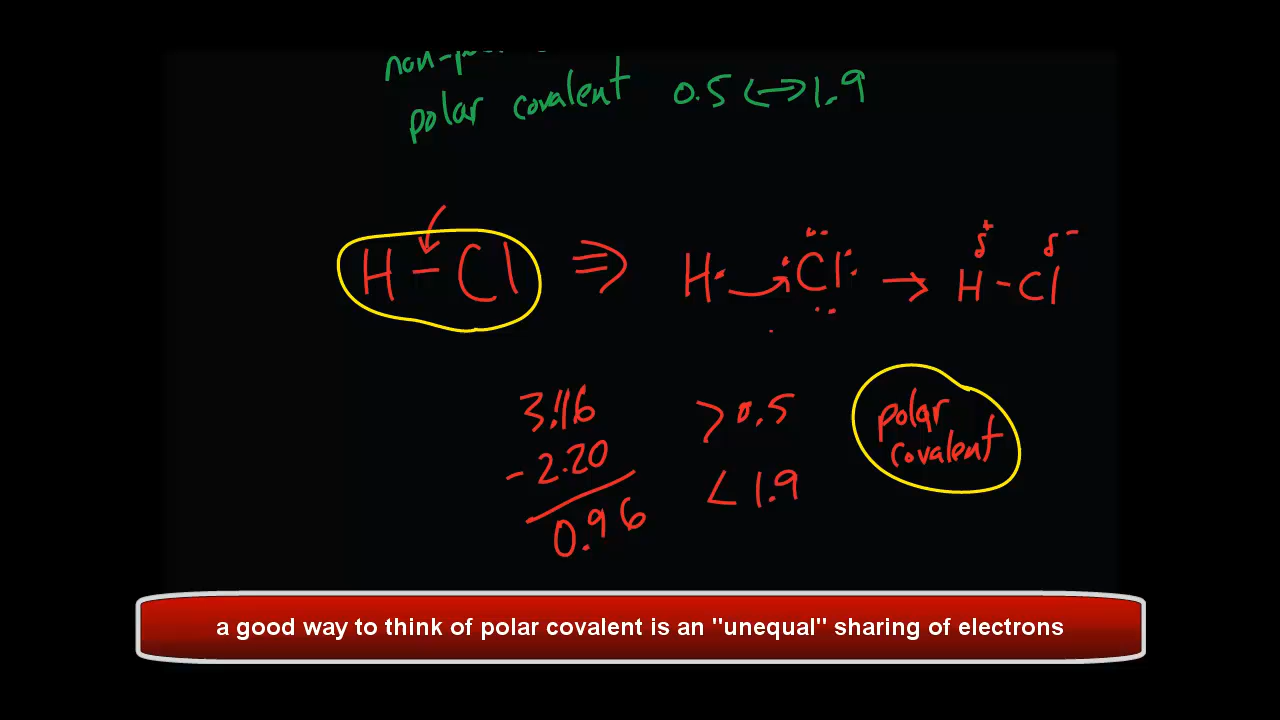 polar covalent 0.5 <-> 1.9
H - Cl ⇒ H· ·Cl: → H - Cl
δ+ δ-
3.16 > 0.5
- 2.20
0.96 < 1.9
polar
covalent
a good way to think of polar covalent is an "unequal" sharing of electrons